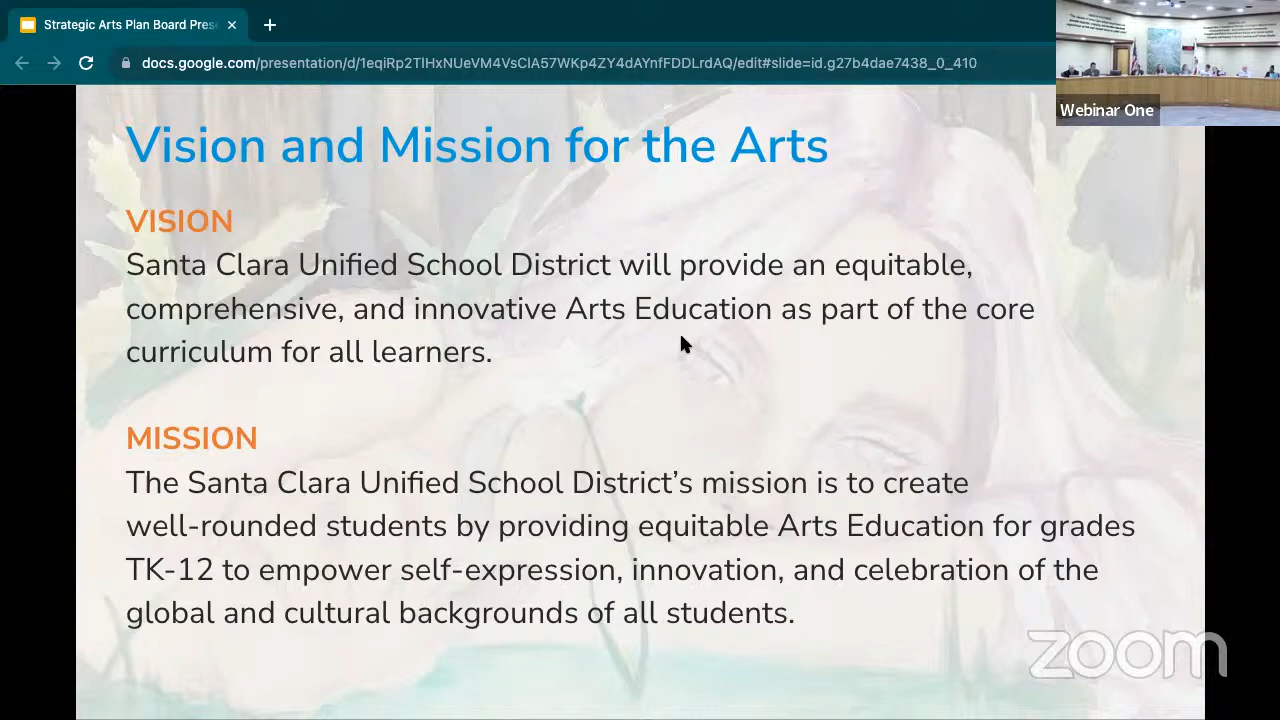 Strategic Arts Plan Board Pres
docs.google.com/presentation/d/1eqiRp2TlHxNUeVM4VsClA57WKp4ZY4dAYnfFDDLrdAQ/edit#slide=id.g27b4dae7438_0_410
Webinar One
Vision and Mission for the Arts
VISION
Santa Clara Unified School District will provide an equitable,
comprehensive, and innovative Arts Education as part of the core
curriculum for all learners.
MISSION
The Santa Clara Unified School District’s mission is to create
well-rounded students by providing equitable Arts Education for grades
TK-12 to empower self-expression, innovation, and celebration of the
global and cultural backgrounds of all students.
zoom